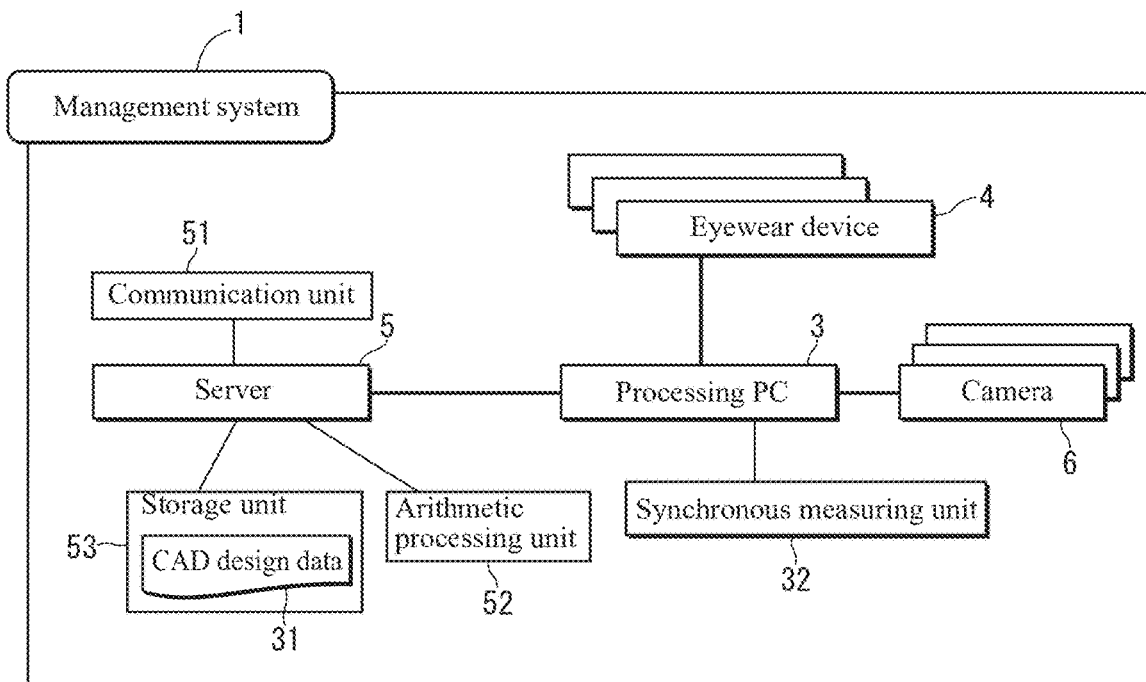 1
Management system
4
Eyewear device
51
Communication unit
5
Server
3
Processing PC
Camera
6
Storage unit
53
CAD design data
31
Arithmetic
processing unit
52
Synchronous measuring unit
32